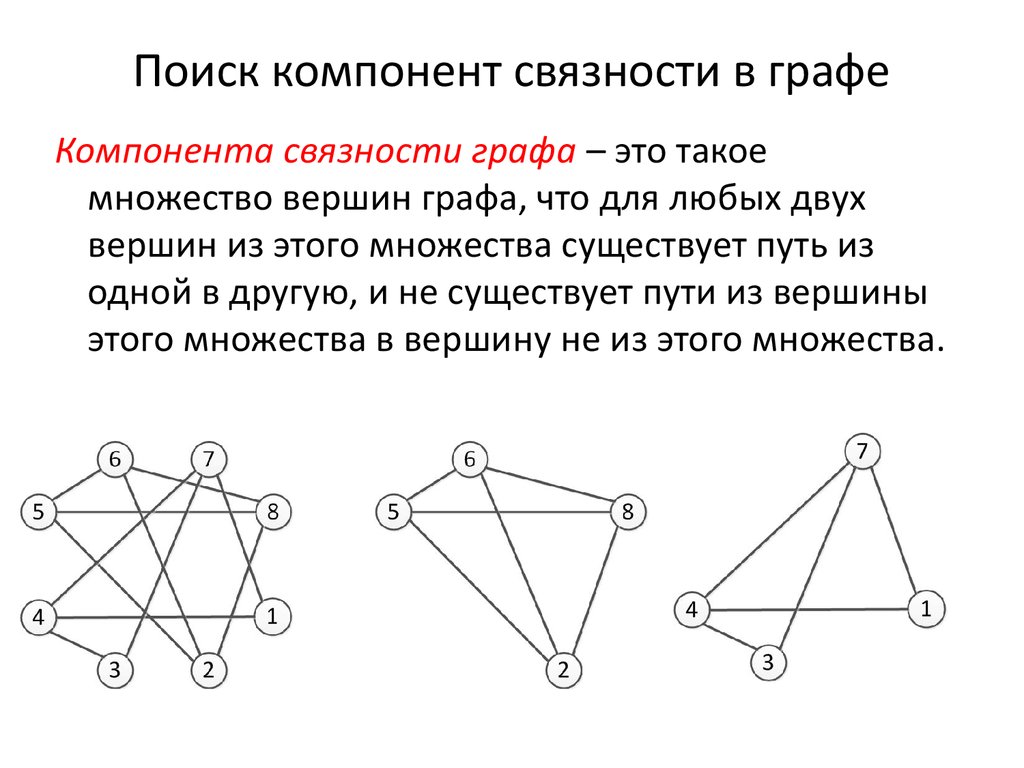 Поиск компонент связности в графе
Компонента связности графа – это такое
множество вершин графа, что для любых двух
вершин из этого множества существует путь из
одной в другую, и не существует пути из вершины
этого множества в вершину не из этого множества.
6 7
5 8
4 1
3 2
6
5 8
2
7
4 1
3